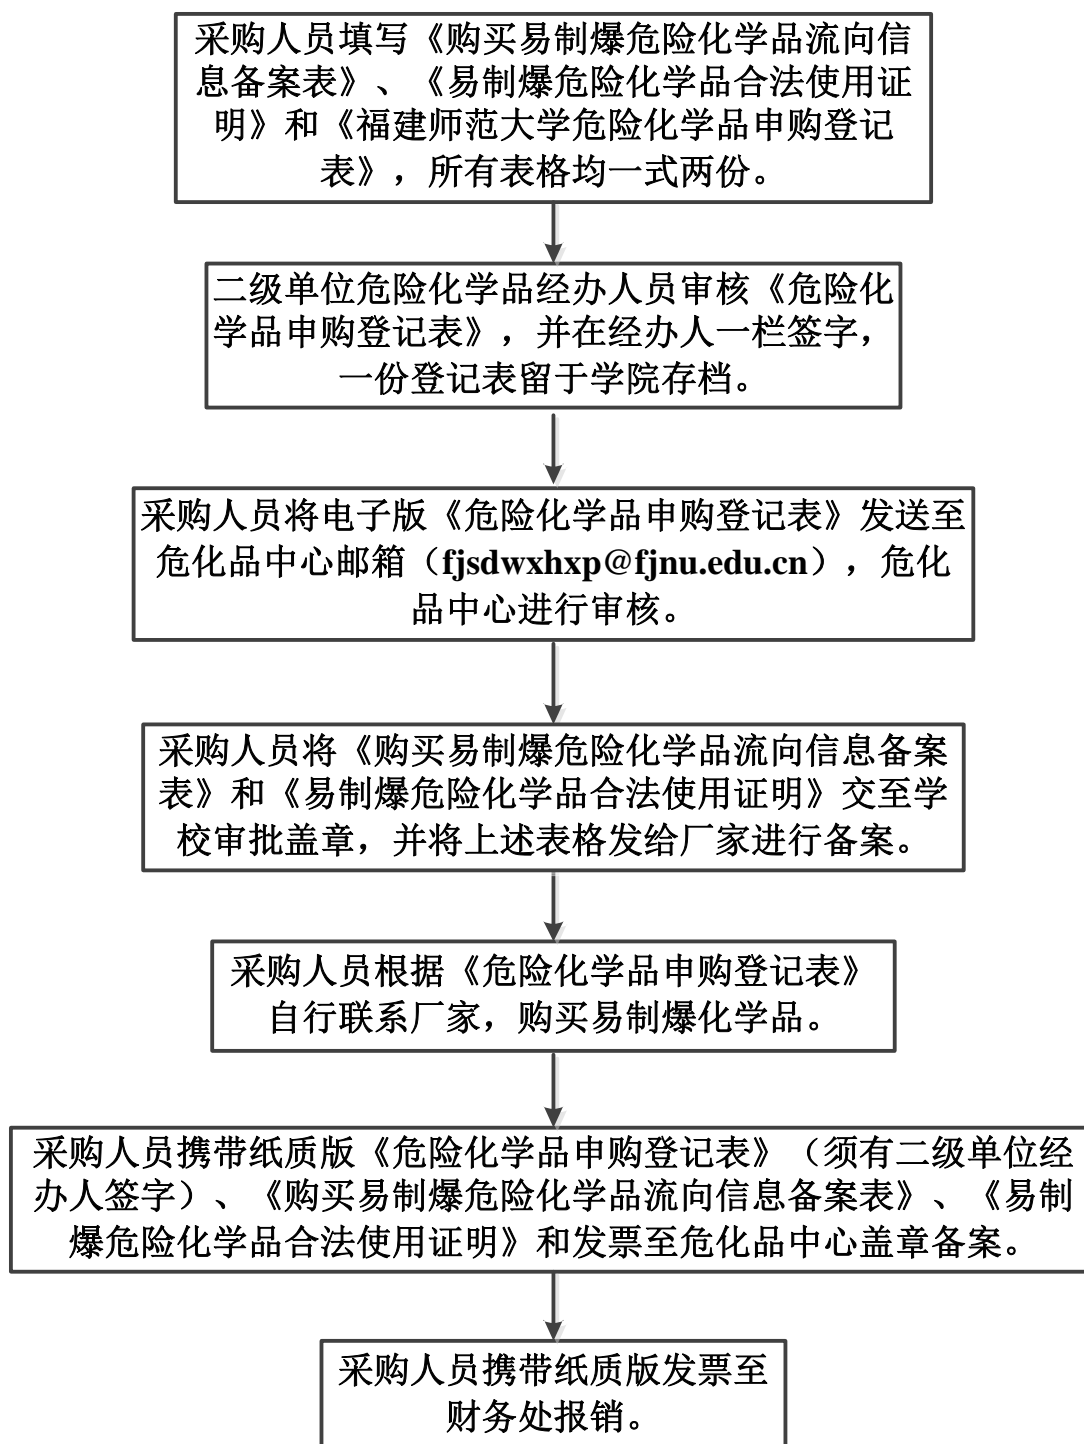 采购人员填写《购买易制爆危险化学品流向信
息备案表》、《易制爆危险化学品合法使用证
明》和《福建师范大学危险化学品申购登记
表》，所有表格均一式两份。
二级单位危险化学品经办人员审核《危险化
学品申购登记表》，并在经办人一栏签字，
一份登记表留于学院存档。
采购人员将电子版《危险化学品申购登记表》发送至
危化品中心邮箱（fjsdwxhxp@fjnu.edu.cn），危化
品中心进行审核。
采购人员将《购买易制爆危险化学品流向信息备案
表》和《易制爆危险化学品合法使用证明》交至学
校审批盖章，并将上述表格发给厂家进行备案。
采购人员根据《危险化学品申购登记表》
自行联系厂家，购买易制爆化学品。
采购人员携带纸质版《危险化学品申购登记表》（须有二级单位经
办人签字）、《购买易制爆危险化学品流向信息备案表》、《易制
爆危险化学品合法使用证明》和发票至危化品中心盖章备案。
采购人员携带纸质版发票至
财务处报销。